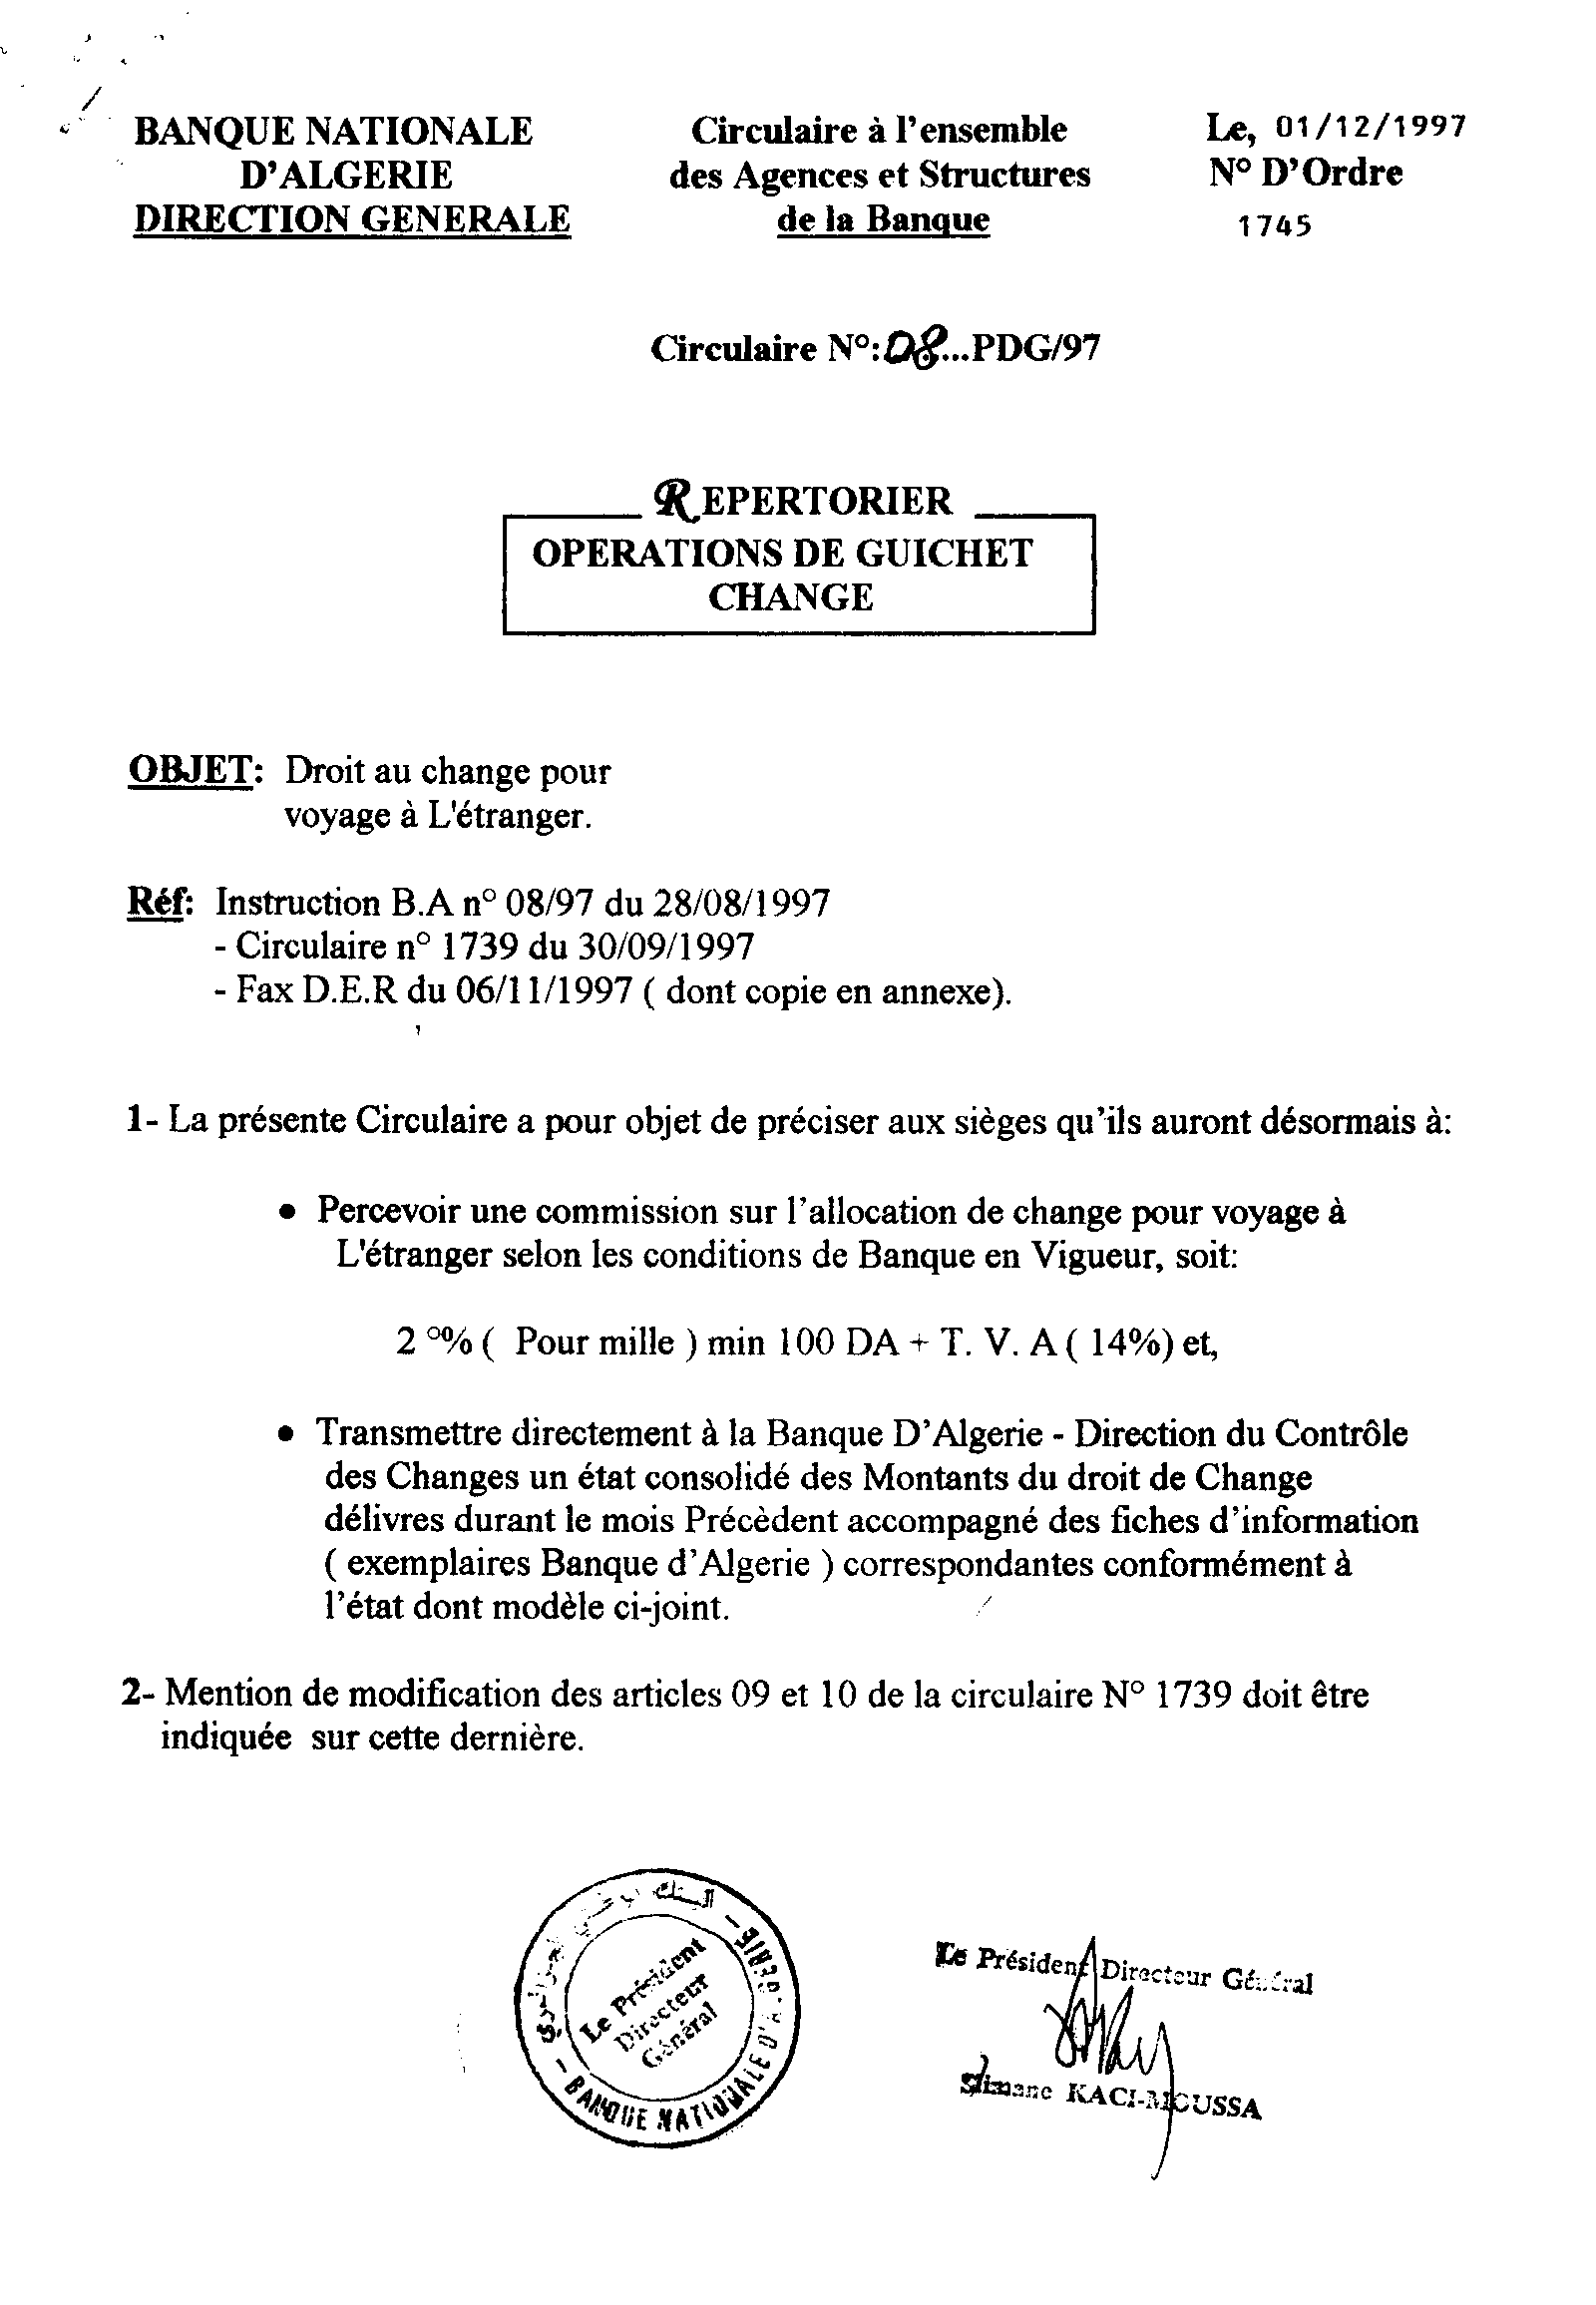 BANQUE NATIONALE
D'ALGERIE
DIRECTION GENERALE
Circulaire à l'ensemble
des Agences et Structures
de la Banque
Le, 01/12/1997
N° D'Ordre
1745
Circulaire N°:08...PDG/97
REPERTORIER
OPERATIONS DE GUICHET
CHANGE
OBJET: Droit au change pour
voyage à L'étranger.
Réf: Instruction B.A n° 08/97 du 28/08/1997
- Circulaire n° 1739 du 30/09/1997
- Fax D.E.R du 06/11/1997 ( dont copie en annexe).
1- La présente Circulaire a pour objet de préciser aux sièges qu'ils auront désormais à:
• Percevoir une commission sur l'allocation de change pour voyage à
L'étranger selon les conditions de Banque en Vigueur, soit:
2 °% ( Pour mille ) min 100 DA + T. V. A ( 14%) et,
• Transmettre directement à la Banque D'Algerie - Direction du Contrôle
des Changes un état consolidé des Montants du droit de Change
délivres durant le mois Précèdent accompagné des fiches d'information
( exemplaires Banque d'Algerie ) correspondantes conformément à
l'état dont modèle ci-joint.
2- Mention de modification des articles 09 et 10 de la circulaire N° 1739 doit être
indiquée sur cette dernière.
البنك الوطني الجزائري
- BANQUE NATIONALE D'ALGERIE -
Le Président
Directeur
Général
Le Président Directeur Général
Slimane KACI-MOUSSA